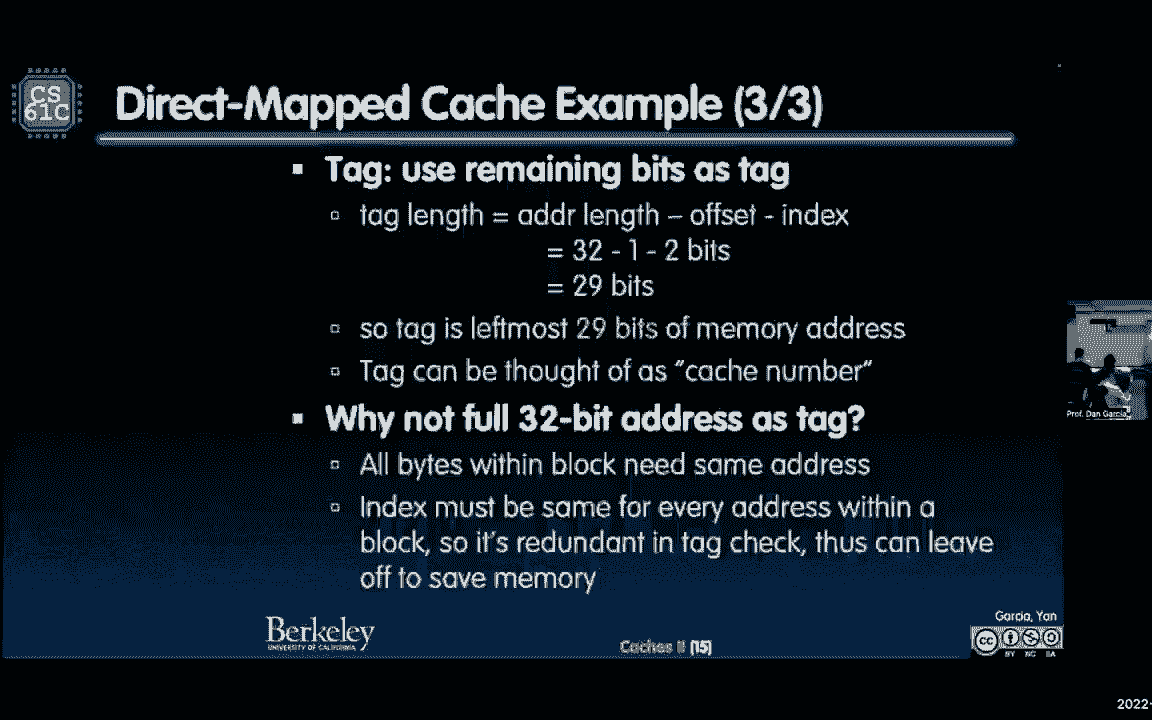 CS
61C
Direct-Mapped Cache Example (3/3)
▪ Tag: use remaining bits as tag
▫ tag length = addr length – offset - index
= 32 - 1 - 2 bits
= 29 bits
▫ so tag is leftmost 29 bits of memory address
▫ Tag can be thought of as “cache number”
▪ Why not full 32-bit address as tag?
▫ All bytes within block need same address
▫ Index must be same for every address within a
block, so it’s redundant in tag check, thus can leave
off to save memory
Prof. Dan Garcia
Berkeley
UNIVERSITY OF CALIFORNIA
Caches II (15)
Garcia, Yan
cc
BY NC SA
2022-